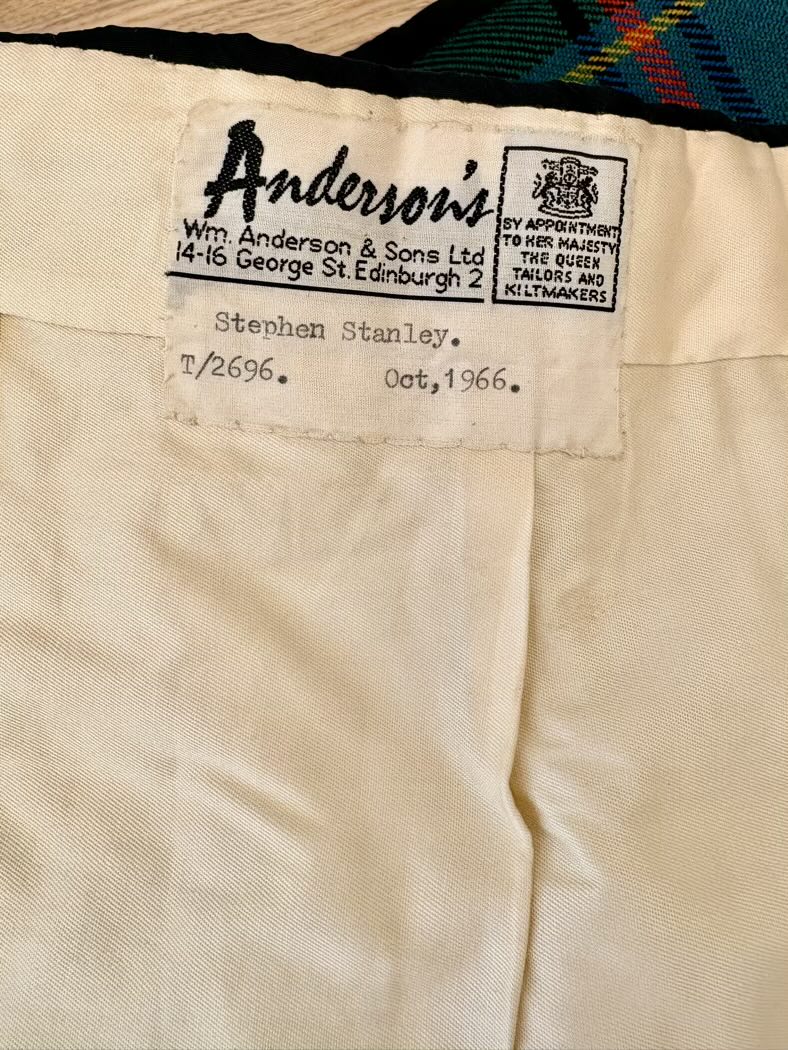 Anderson's
Wm. Anderson & Sons Ltd
14-16 George St. Edinburgh 2
BY APPOINTMENT
TO HER MAJESTY
THE QUEEN
TAILORS AND
KILTMAKERS
Stephen Stanley.
T/2696. Oct,1966.